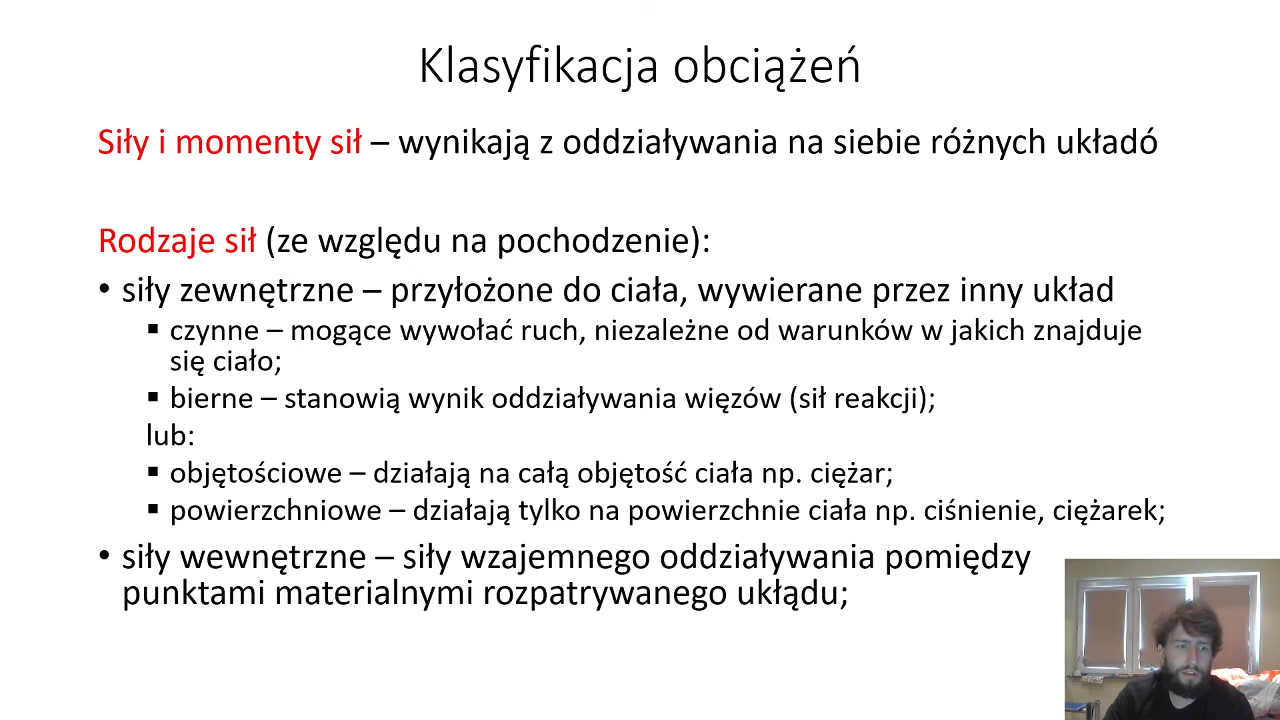 Klasyfikacja obciążeń
Siły i momenty sił – wynikają z oddziaływania na siebie różnych układó
Rodzaje sił (ze względu na pochodzenie):
• siły zewnętrzne – przyłożone do ciała, wywierane przez inny układ
▪ czynne – mogące wywołać ruch, niezależne od warunków w jakich znajduje
się ciało;
▪ bierne – stanowią wynik oddziaływania więzów (sił reakcji);
lub:
▪ objętościowe – działają na całą objętość ciała np. ciężar;
▪ powierzchniowe – działają tylko na powierzchnie ciała np. ciśnienie, ciężarek;
• siły wewnętrzne – siły wzajemnego oddziaływania pomiędzy
punktami materialnymi rozpatrywanego ukłądu;